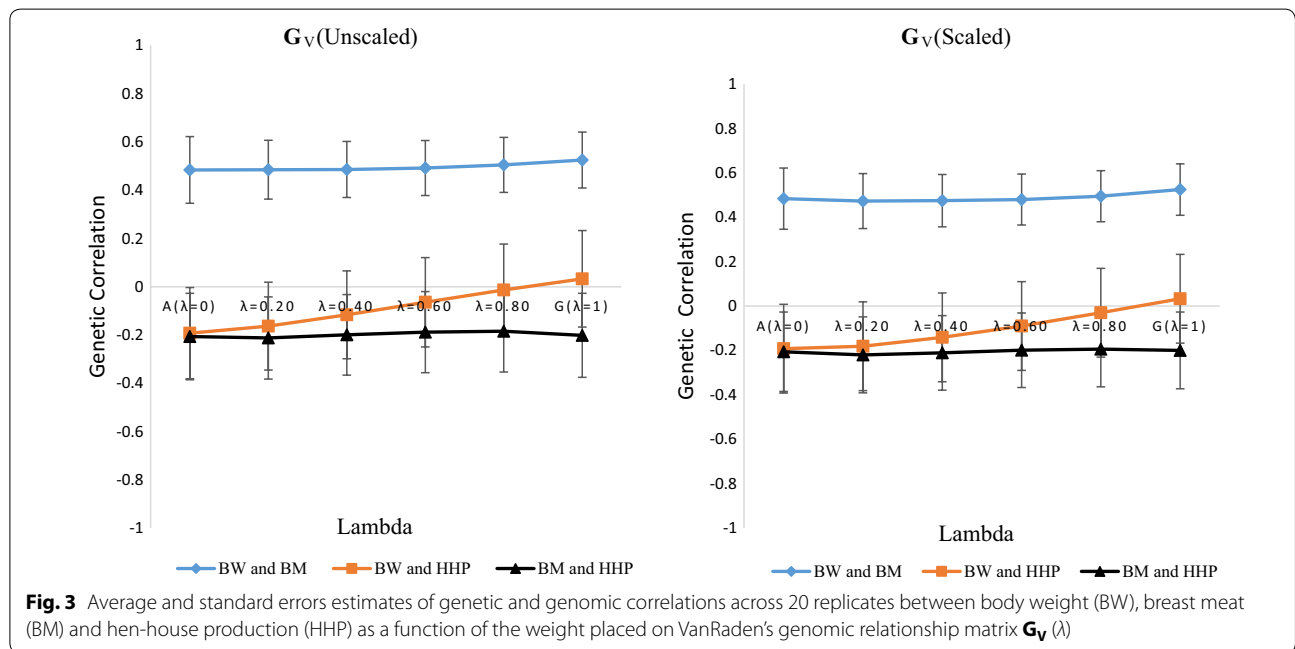 G_V(Unscaled)
1
0.8
0.6
0.4
0.2
0
-0.2
-0.4
-0.6
-0.8
-1
Genetic Correlation
A(λ=0) λ=0.20 λ=0.40 λ=0.60 λ=0.80 G(λ=1)
Lambda
BW and BM BW and HHP BM and HHP
G_V(Scaled)
1
0.8
0.6
0.4
0.2
0
-0.2
-0.4
-0.6
-0.8
-1
Genetic Correlation
A(λ=0) λ=0.20 λ=0.40 λ=0.60 λ=0.80 G(λ=1)
Lambda
BW and BM BW and HHP BM and HHP
Fig. 3 Average and standard errors estimates of genetic and genomic correlations across 20 replicates between body weight (BW), breast meat
(BM) and hen-house production (HHP) as a function of the weight placed on VanRaden's genomic relationship matrix G_V (λ)